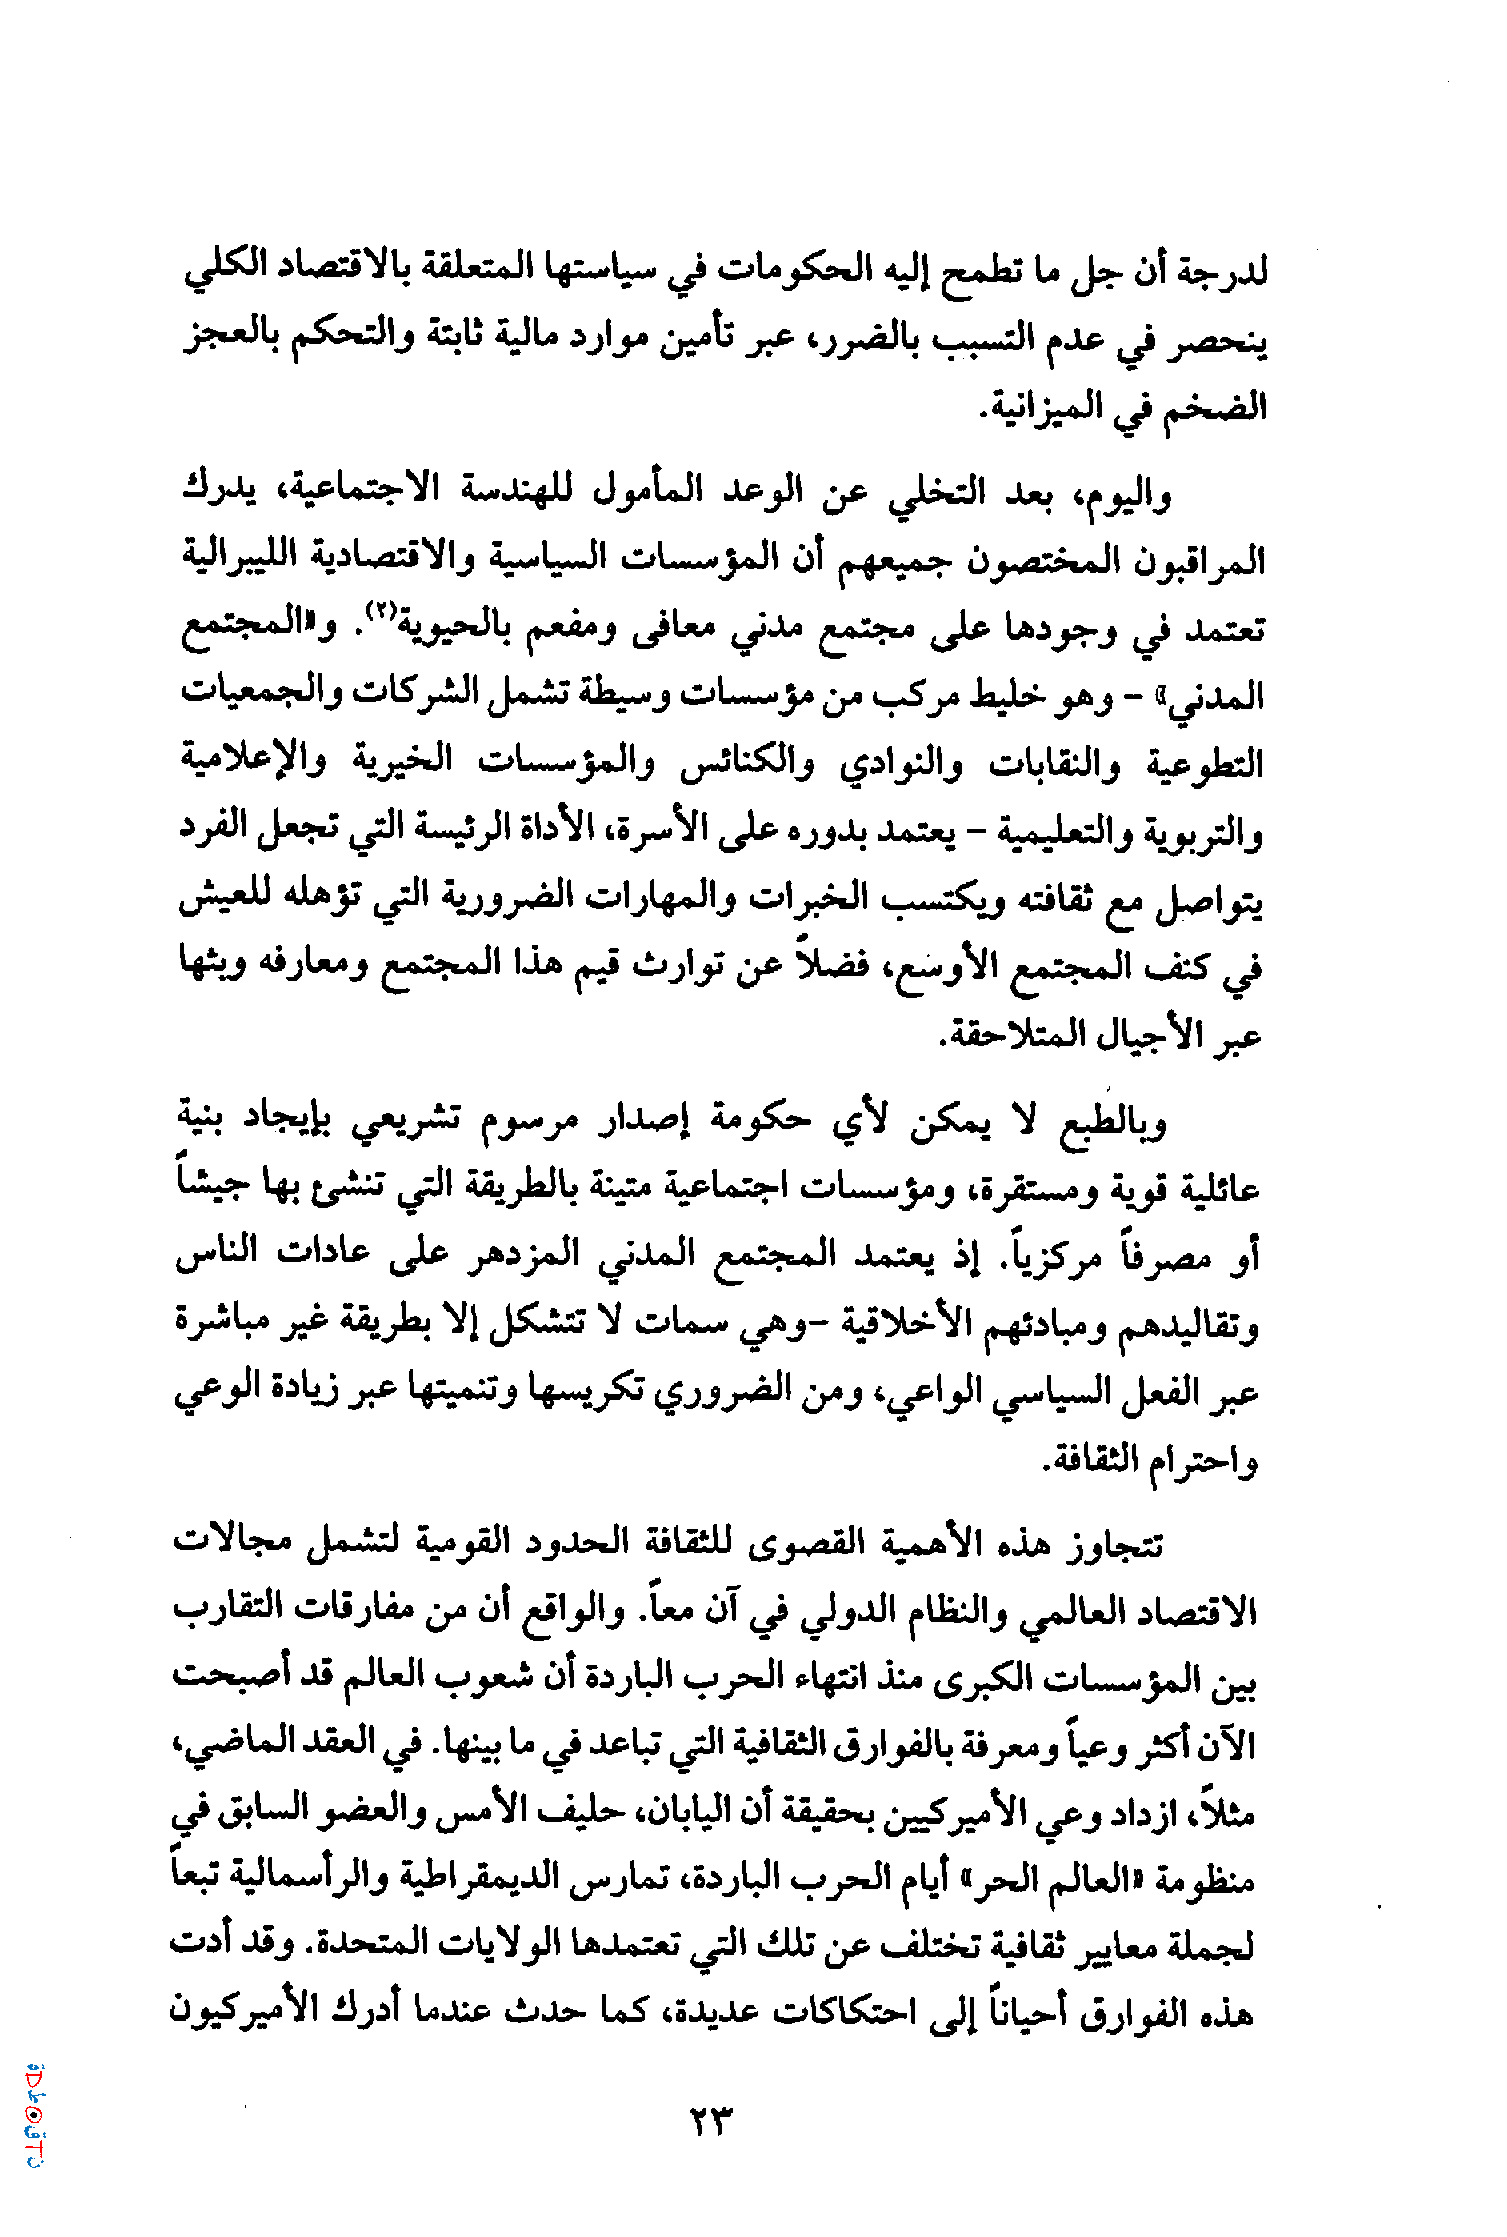 لدرجة أن جل ما تطمح إليه الحكومات في سياستها المتعلقة بالاقتصاد الكلي
ينحصر في عدم التسبب بالضرر، عبر تأمين موارد مالية ثابتة والتحكم بالعجز
الضخم في الميزانية.
واليوم، بعد التخلي عن الوعد المأمول للهندسة الاجتماعية، يدرك
المراقبون المختصون جميعهم أن المؤسسات السياسية والاقتصادية الليبرالية
تعتمد في وجودها على مجتمع مدني معافى ومفعم بالحيوية(٢). و«المجتمع
المدني» - وهو خليط مركب من مؤسسات وسيطة تشمل الشركات والجمعيات
التطوعية والنقابات والنوادي والكنائس والمؤسسات الخيرية والإعلامية
والتربوية والتعليمية - يعتمد بدوره على الأسرة، الأداة الرئيسة التي تجعل الفرد
يتواصل مع ثقافته ويكتسب الخبرات والمهارات الضرورية التي تؤهله للعيش
في كنف المجتمع الأوسع، فضلاً عن توارث قيم هذا المجتمع ومعارفه وبثها
عبر الأجيال المتلاحقة.
وبالطبع لا يمكن لأي حكومة إصدار مرسوم تشريعي بإيجاد بنية
عائلية قوية ومستقرة، ومؤسسات اجتماعية متينة بالطريقة التي تنشئ بها جيشاً
أو مصرفاً مركزياً. إذ يعتمد المجتمع المدني المزدهر على عادات الناس
وتقاليدهم ومبادئهم الأخلاقية -وهي سمات لا تتشكل إلا بطريقة غير مباشرة
عبر الفعل السياسي الواعي، ومن الضروري تكريسها وتنميتها عبر زيادة الوعي
واحترام الثقافة.
تتجاوز هذه الأهمية القصوى للثقافة الحدود القومية لتشمل مجالات
الاقتصاد العالمي والنظام الدولي في آن معاً. والواقع أن من مفارقات التقارب
بين المؤسسات الكبرى منذ انتهاء الحرب الباردة أن شعوب العالم قد أصبحت
الآن أكثر وعياً ومعرفة بالفوارق الثقافية التي تباعد في ما بينها. في العقد الماضي،
مثلاً، ازداد وعي الأميركيين بحقيقة أن اليابان، حليف الأمس والعضو السابق في
منظومة «العالم الحر» أيام الحرب الباردة، تمارس الديمقراطية والرأسمالية تبعاً
لجملة معايير ثقافية تختلف عن تلك التي تعتمدها الولايات المتحدة. وقد أدت
هذه الفوارق أحياناً إلى احتكاكات عديدة، كما حدث عندما أدرك الأميركيون
٢٣